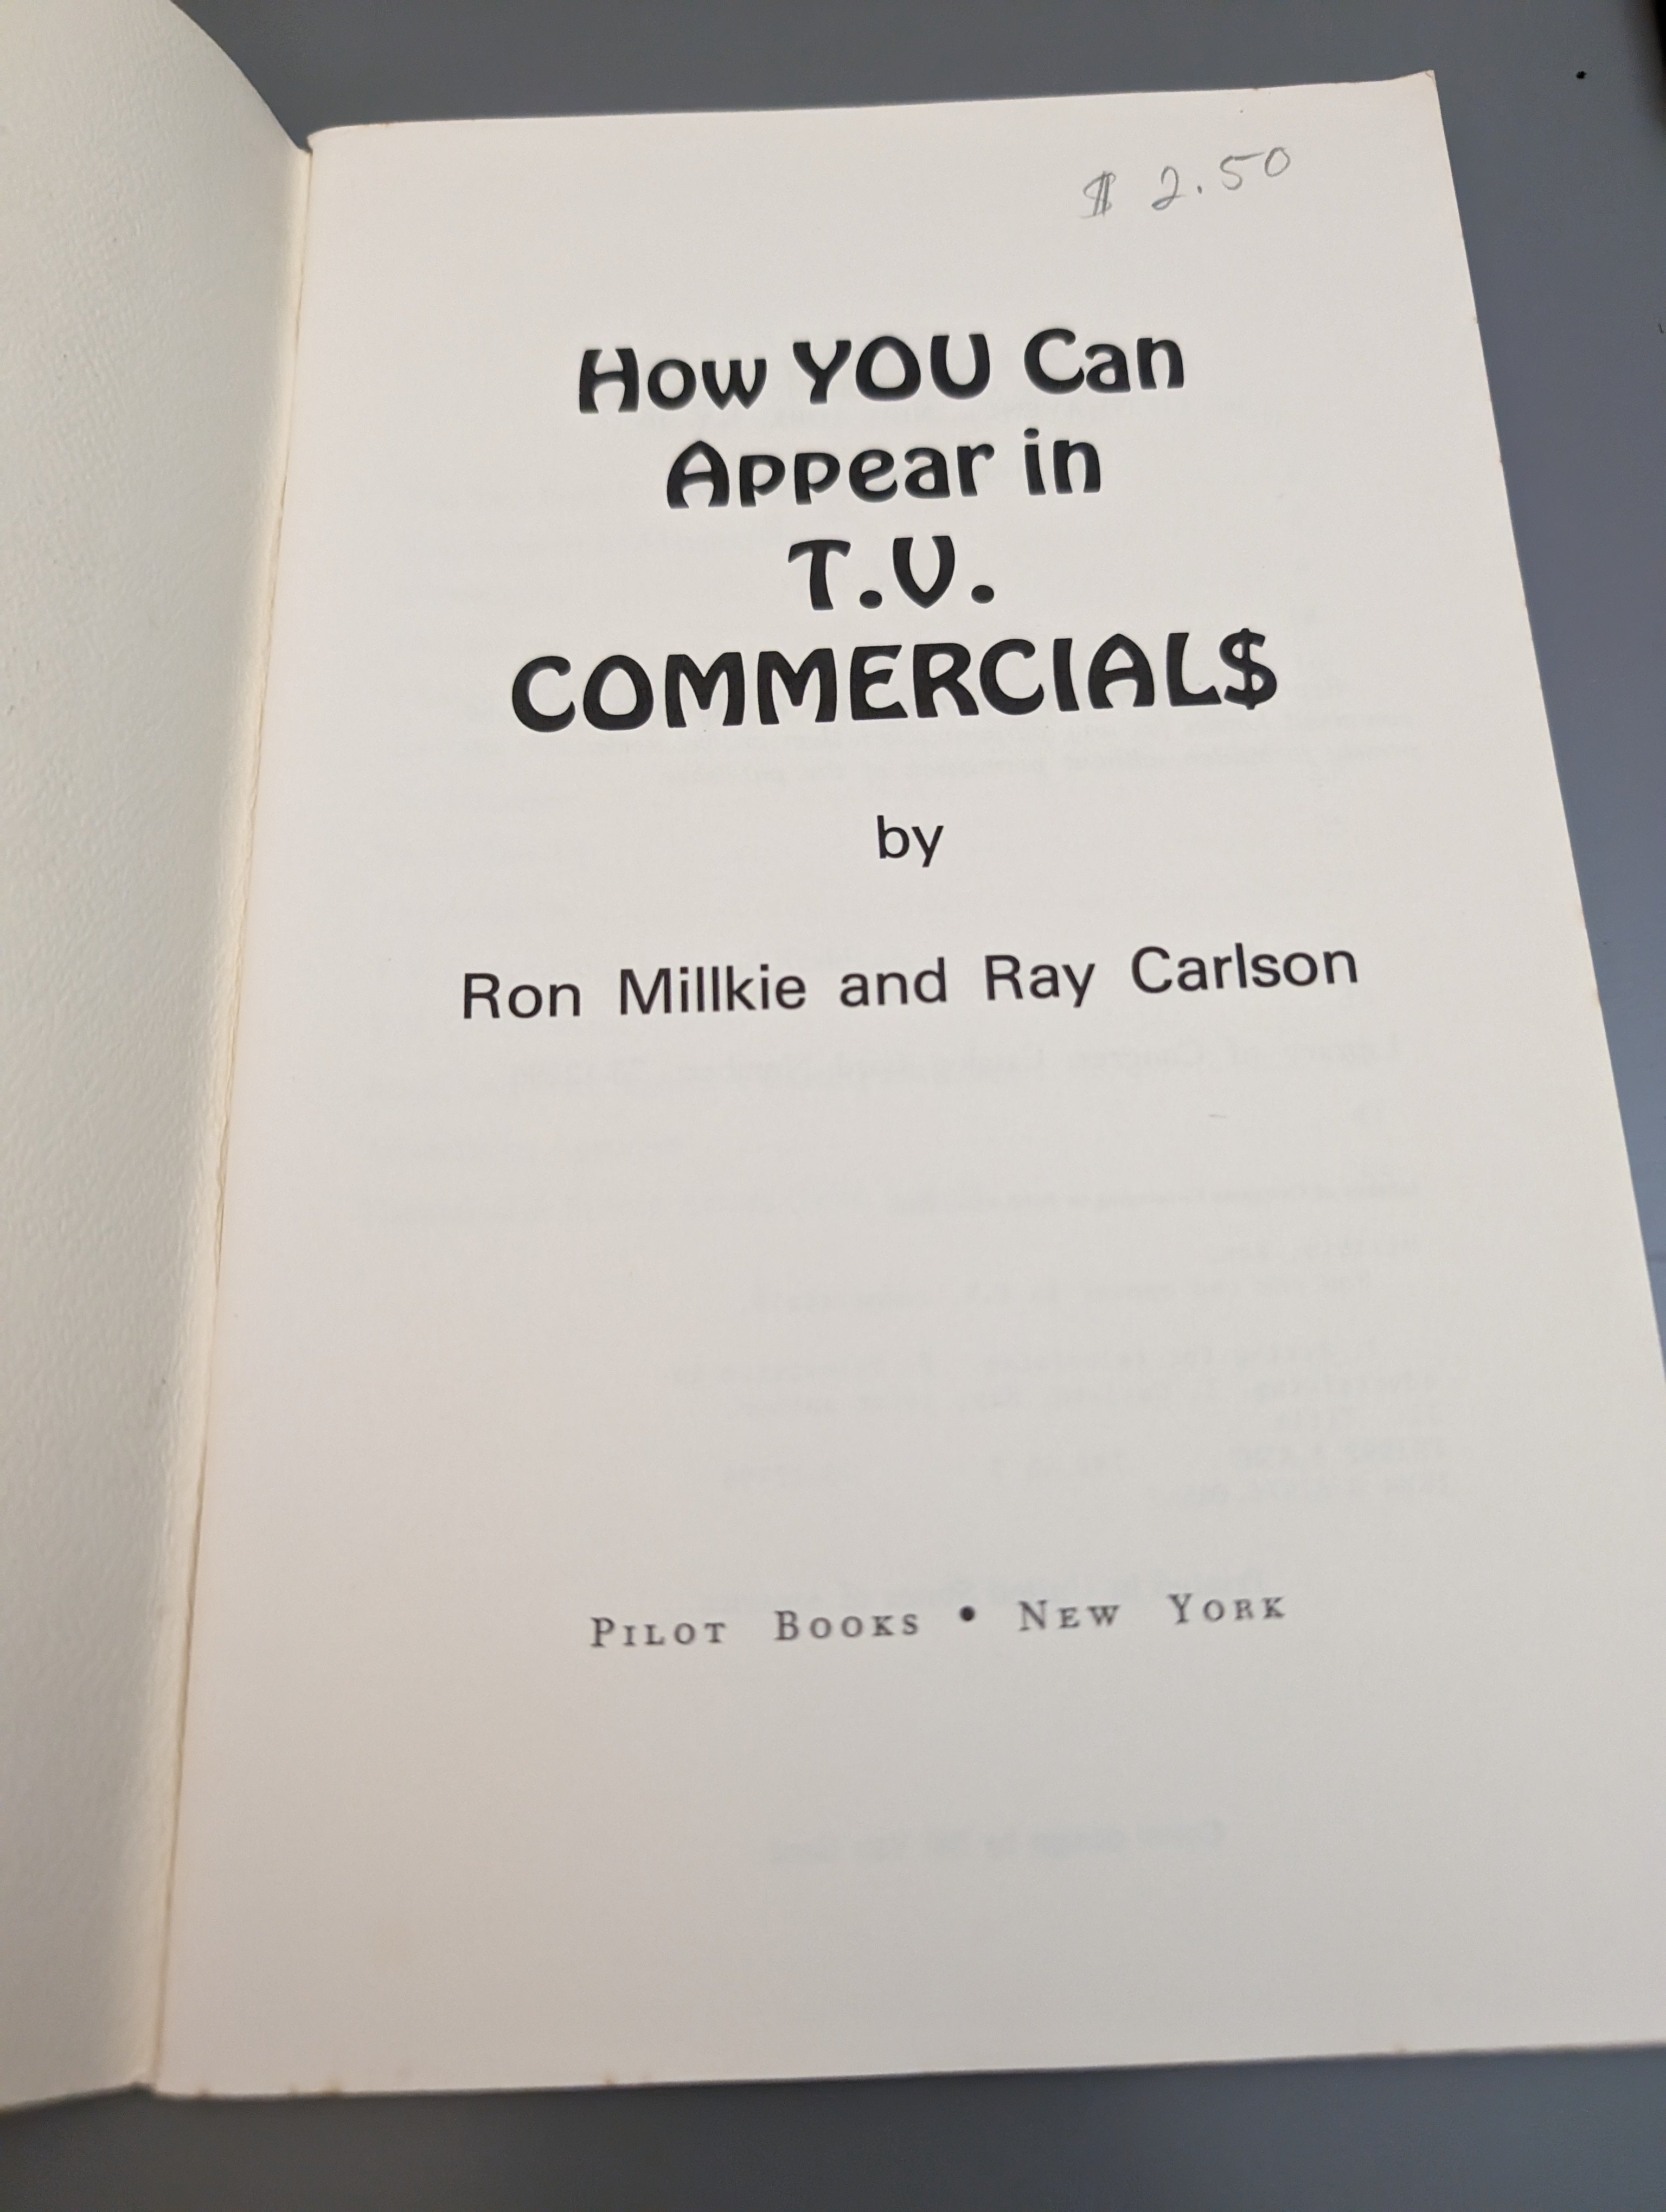 $ 2.50
How YOU Can
Appear in
T.V.
COMMERCIAL$
by
Ron Millkie and Ray Carlson
PILOT BOOKS • NEW YORK